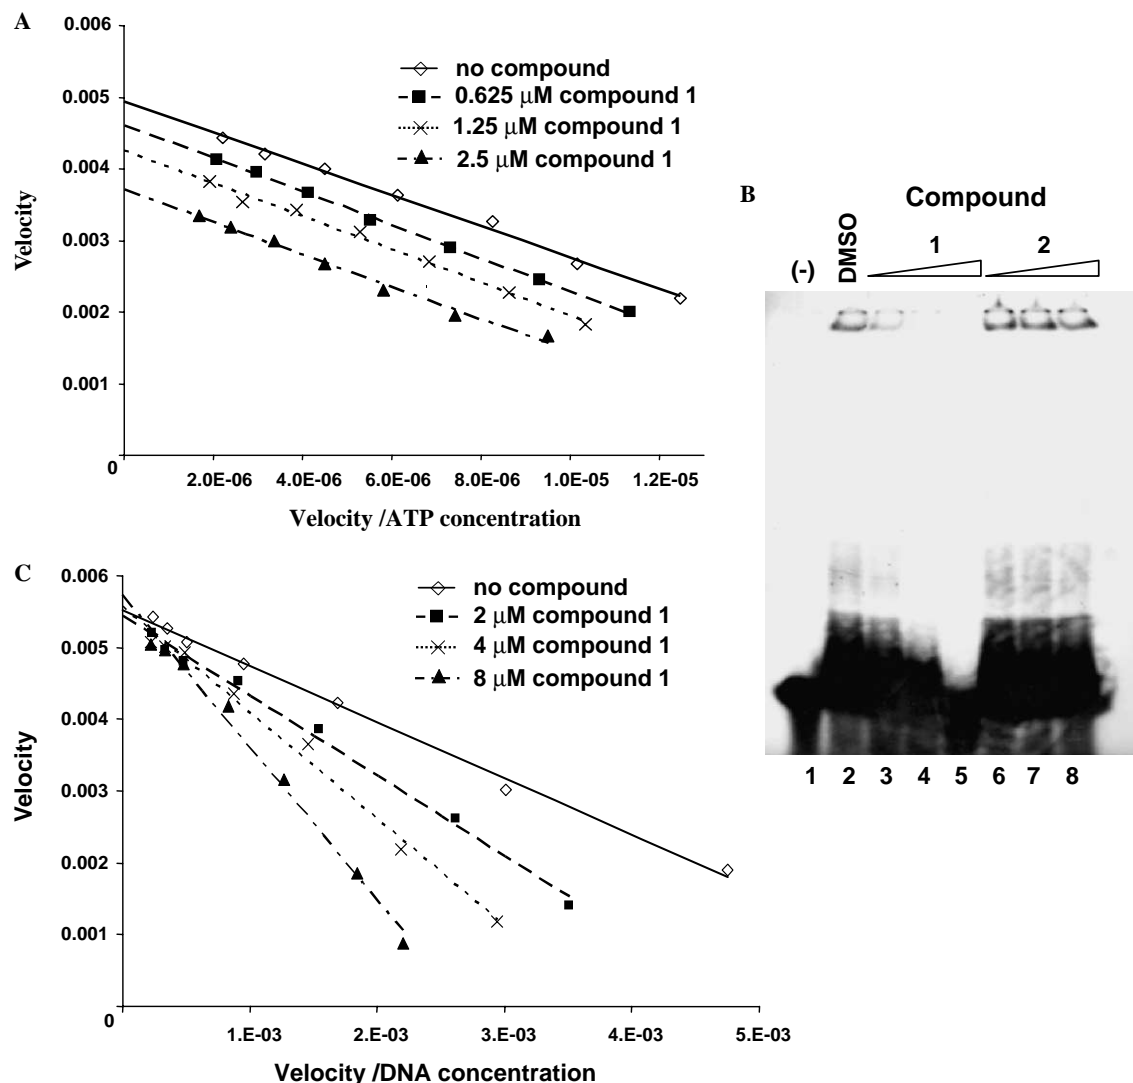 A
0.006
0.005
0.004
0.003
0.002
0.001
0
Velocity
no compound
0.625 μM compound 1
1.25 μM compound 1
2.5 μM compound 1
2.0E-06 4.0E-06 6.0E-06 8.0E-06 1.0E-05 1.2E-05
Velocity /ATP concentration
B
Compound
(-) DMSO 1 2
1 2 3 4 5 6 7 8
C
0.006
0.005
0.004
0.003
0.002
0.001
0
Velocity
no compound
2 μM compound 1
4 μM compound 1
8 μM compound 1
1.E-03 2.E-03 3.E-03 4.E-03 5.E-03
Velocity /DNA concentration